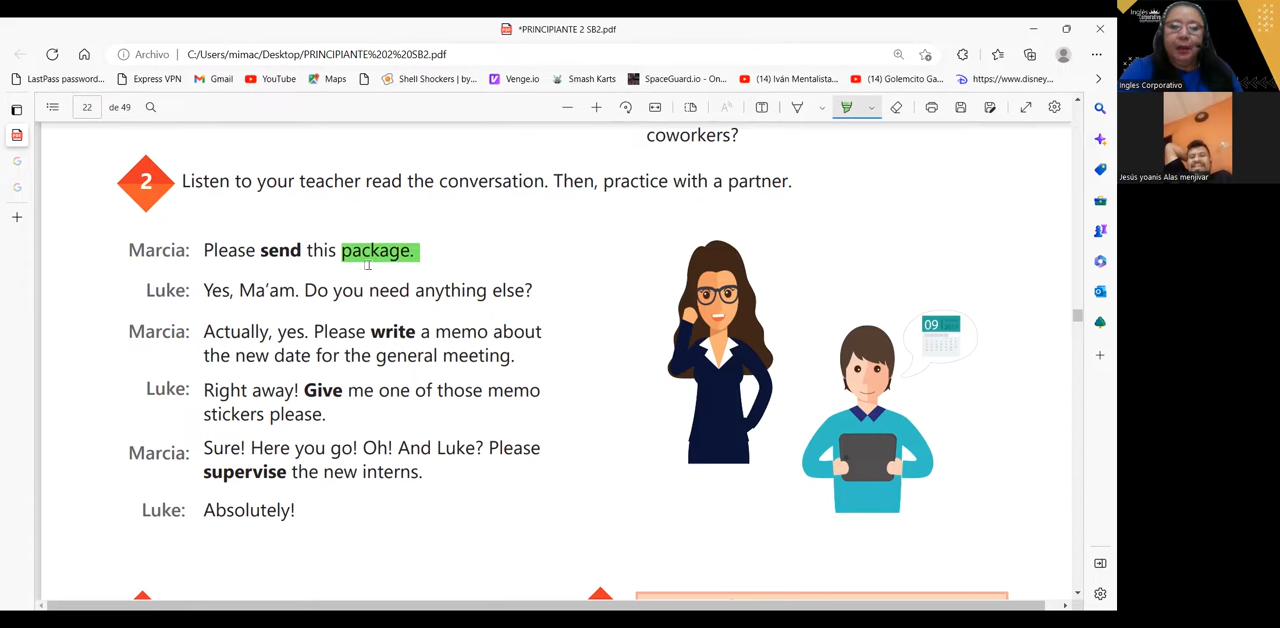 *PRINCIPIANTE 2 SB2.pdf
Archivo C:/Users/mimac/Desktop/PRINCIPIANTE%202%20SB2.pdf
LastPass password... Express VPN Gmail YouTube Maps Shell Shockers | by... Venge.io Smash Karts SpaceGuard.io - On... (14) Iván Mentalista... (14) Golemcito Ga... https://www.disney...
22 de 49
coworkers?
2 Listen to your teacher read the conversation. Then, practice with a partner.
Marcia: Please send this package.
Luke: Yes, Ma'am. Do you need anything else?
Marcia: Actually, yes. Please write a memo about
the new date for the general meeting.
Luke: Right away! Give me one of those memo
stickers please.
Marcia: Sure! Here you go! Oh! And Luke? Please
supervise the new interns.
Luke: Absolutely!
09
Inglés
Corporativo
Ingles Corporativo
Jesús yoanis Alas menjivar